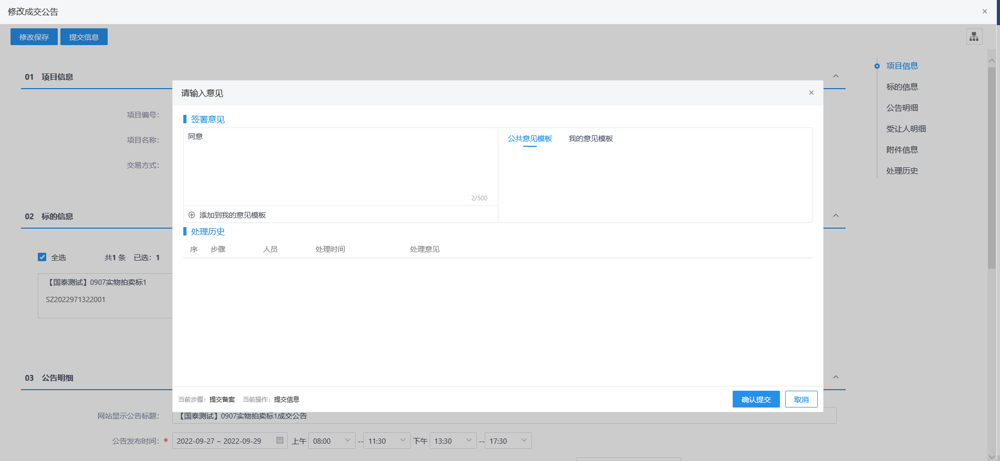 修改成交公告
修改保存 提交信息
01 项目信息
项目编号：
项目名称：
交易方式：
02 标的信息
全选 共1 条 已选：1
【国泰测试】0907实物拍卖标1
SZ2022971322001
03 公告明细
网站显示公告标题： 【国泰测试】0907实物拍卖标1成交公告
公告发布时间：* 2022-09-27 ~ 2022-09-29 上午 08:00 -- 11:30 下午 13:30 -- 17:30
项目信息
标的信息
公告明细
受让人明细
附件信息
处理历史
请输入意见
签署意见
同意
2/500
添加到我的意见模板
公共意见模板 我的意见模板
处理历史
序 步骤 人员 处理时间 处理意见
当前步骤：提交备案 当前操作：提交信息
确认提交 取消